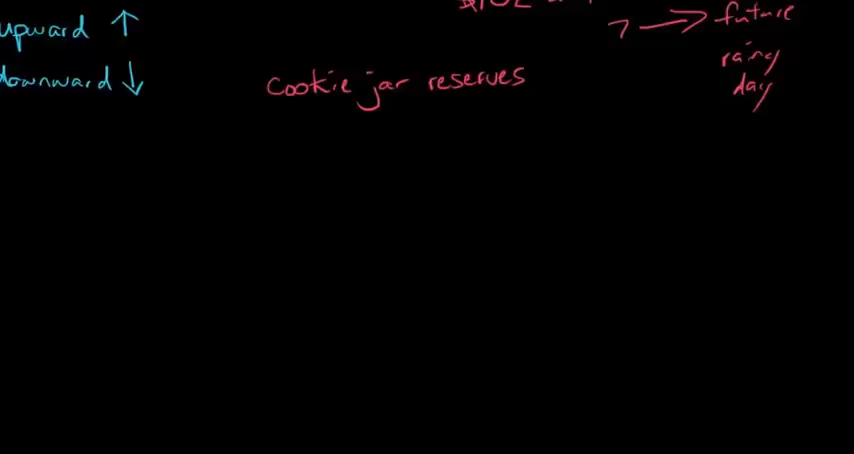 upward ↑ → future
downward ↓ cookie jar reserves rainy
day